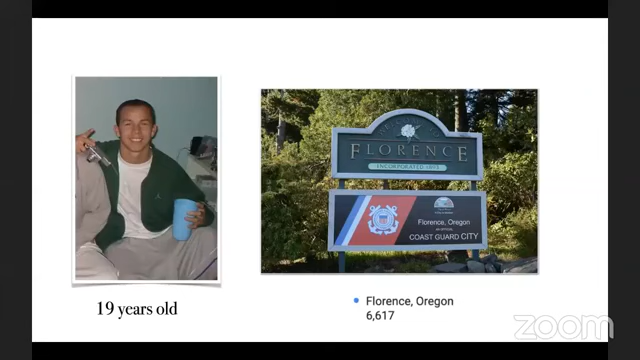 FLORENCE
INCORPORATED 1893
Florence, Oregon
COAST GUARD CITY
19 years old
Florence, Oregon
6,617
zoom